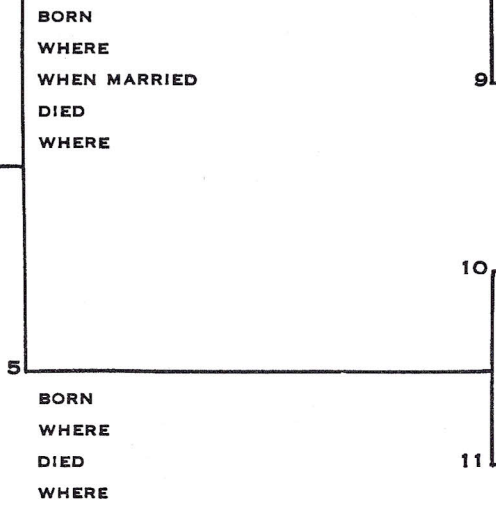 BORN
WHERE
WHEN MARRIED
9
DIED
WHERE
10
5
BORN
WHERE
DIED
11
WHERE